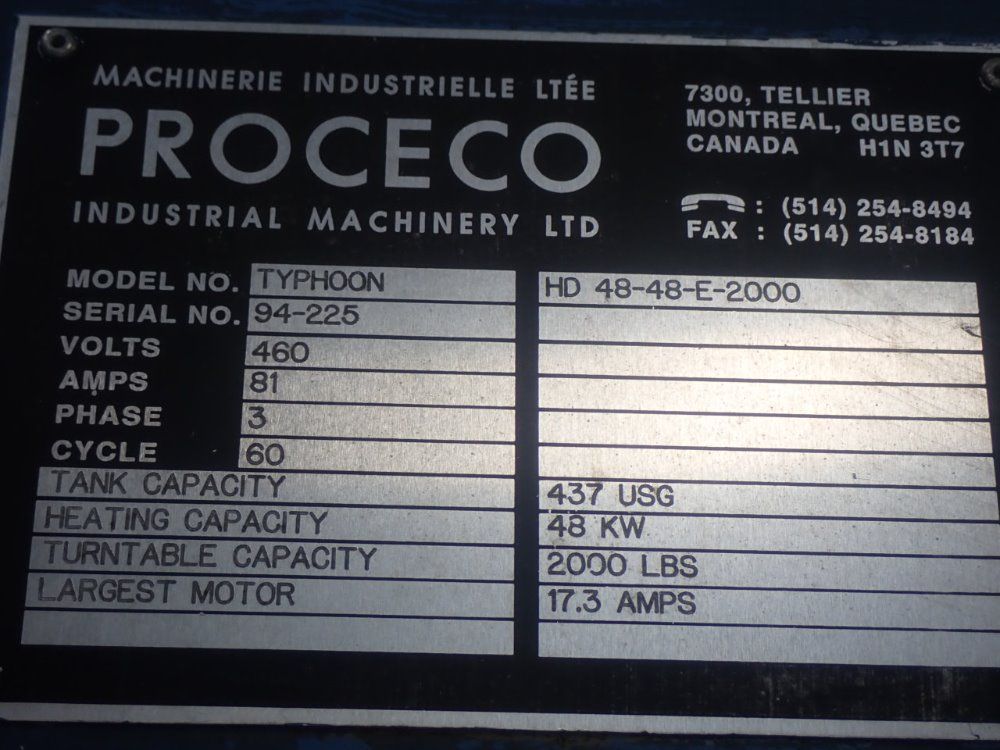 MACHINERIE INDUSTRIELLE LTÉE
PROCECO
INDUSTRIAL MACHINERY LTD
7300, TELLIER
MONTREAL, QUEBEC
CANADA H1N 3T7
: (514) 254-8494
FAX : (514) 254-8184
MODEL NO. TYPHOON HD 48-48-E-2000
SERIAL NO. 94-225
VOLTS 460
AMPS 81
PHASE 3
CYCLE 60
TANK CAPACITY 437 USG
HEATING CAPACITY 48 KW
TURNTABLE CAPACITY 2000 LBS
LARGEST MOTOR 17.3 AMPS